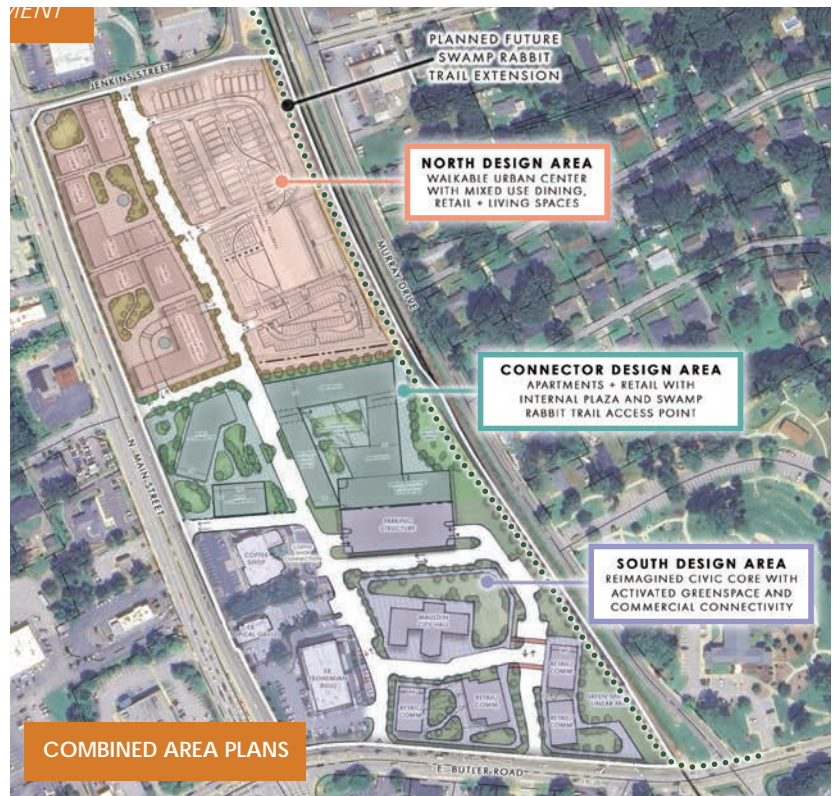 PLANNED FUTURE
SWAMP RABBIT
TRAIL EXTENSION
JENKINS STREET
NORTH DESIGN AREA
WALKABLE URBAN CENTER
WITH MIXED USE DINING,
RETAIL + LIVING SPACES
MURRAY DRIVE
CONNECTOR DESIGN AREA
APARTMENTS + RETAIL WITH
INTERNAL PLAZA AND SWAMP
RABBIT TRAIL ACCESS POINT
N. MAIN STREET
PARKING
STRUCTURE
COFFEE
SHOP
COFFEE
SHOP
CONNECTION
SOUTH DESIGN AREA
REIMAGINED CIVIC CORE WITH
ACTIVATED GREENSPACE AND
COMMERCIAL CONNECTIVITY
MAULDIN
CITY HALL
RETAIL/
COMM
RETAIL/
COMM
RETAIL/
COMM
RETAIL/
COMM
COMBINED AREA PLANS
E. BUTLER ROAD